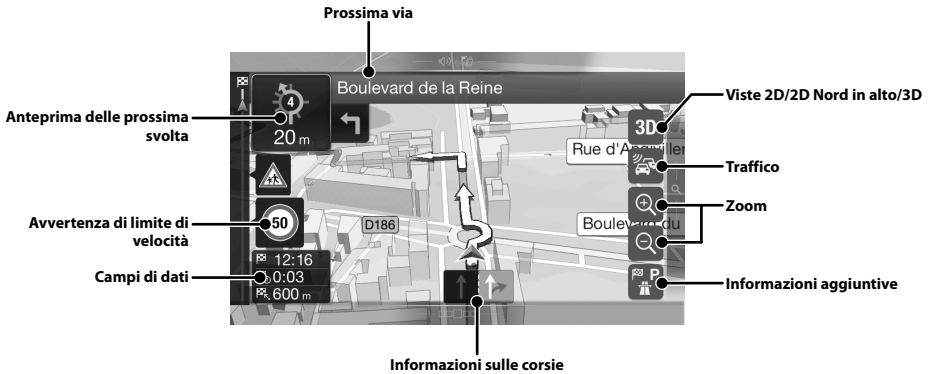 Prossima via
Boulevard de la Reine
4
20 m
Anteprima delle prossima
svolta
3D
Viste 2D/2D Nord in alto/3D
Rue d'Angiviller
Traffico
50
Avvertenza di limite di
velocità
D186
Boulevard du
Zoom
12:16
0:03
600 m
Campi di dati
P
Informazioni aggiuntive
Informazioni sulle corsie